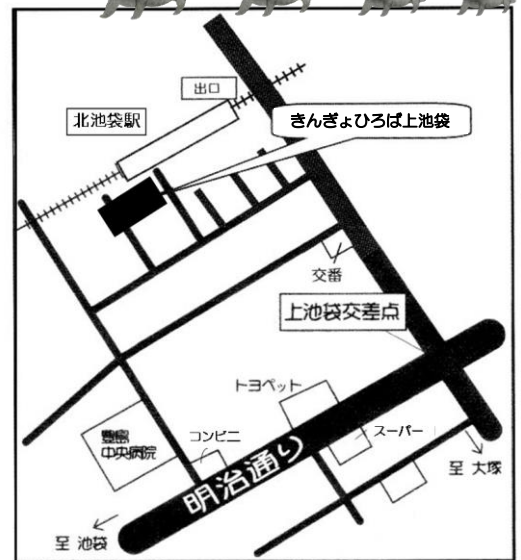 出口
北池袋駅
きんぎょひろば上池袋
交番
上池袋交差点
トヨペット
豊島
中央病院
コンビニ
スーパー
明治通り
至 大塚
至 池袋